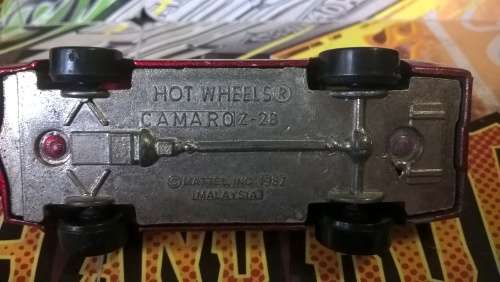 HOT WHEELS®
CAMARO Z-28
© MATTEL, INC. 1982
MALAYSIA